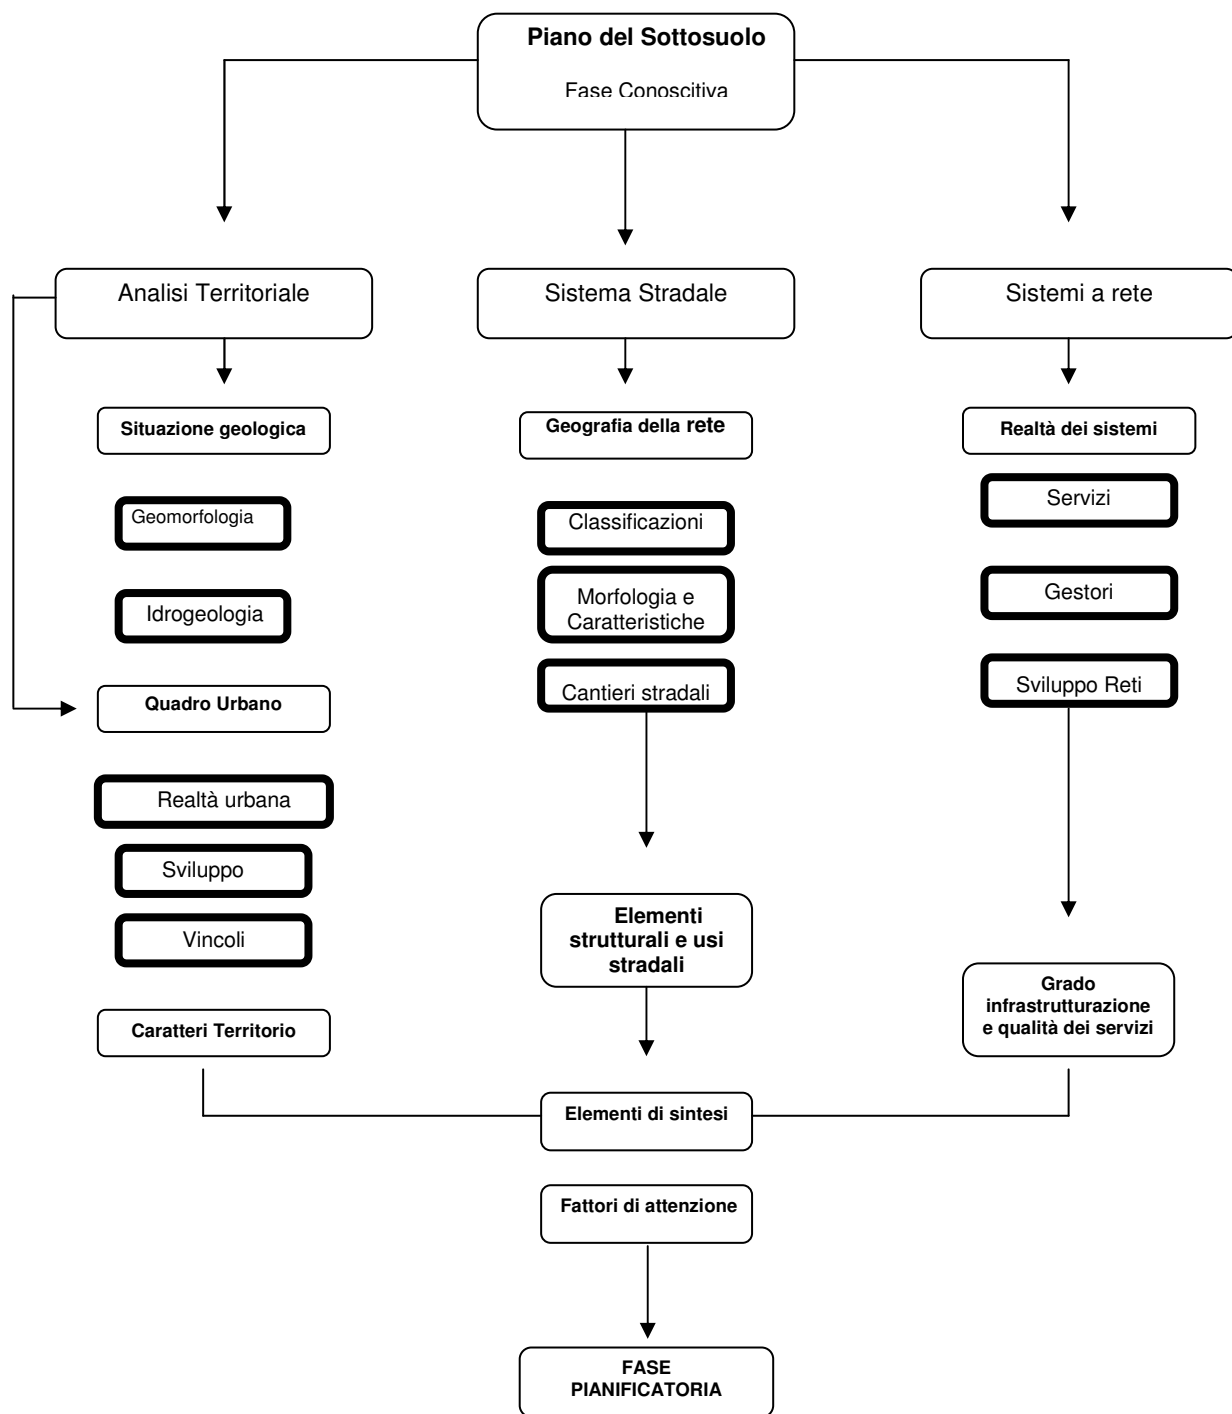 Piano del Sottosuolo
Fase Conoscitiva
Analisi Territoriale
Sistema Stradale
Sistemi a rete
Situazione geologica
Geografia della rete
Realtà dei sistemi
Geomorfologia
Classificazioni
Servizi
Idrogeologia
Morfologia e
Caratteristiche
Gestori
Quadro Urbano
Cantieri stradali
Sviluppo Reti
Realtà urbana
Sviluppo
Vincoli
Elementi
strutturali e usi
stradali
Caratteri Territorio
Grado
infrastrutturazione
e qualità dei servizi
Elementi di sintesi
Fattori di attenzione
FASE
PIANIFICATORIA